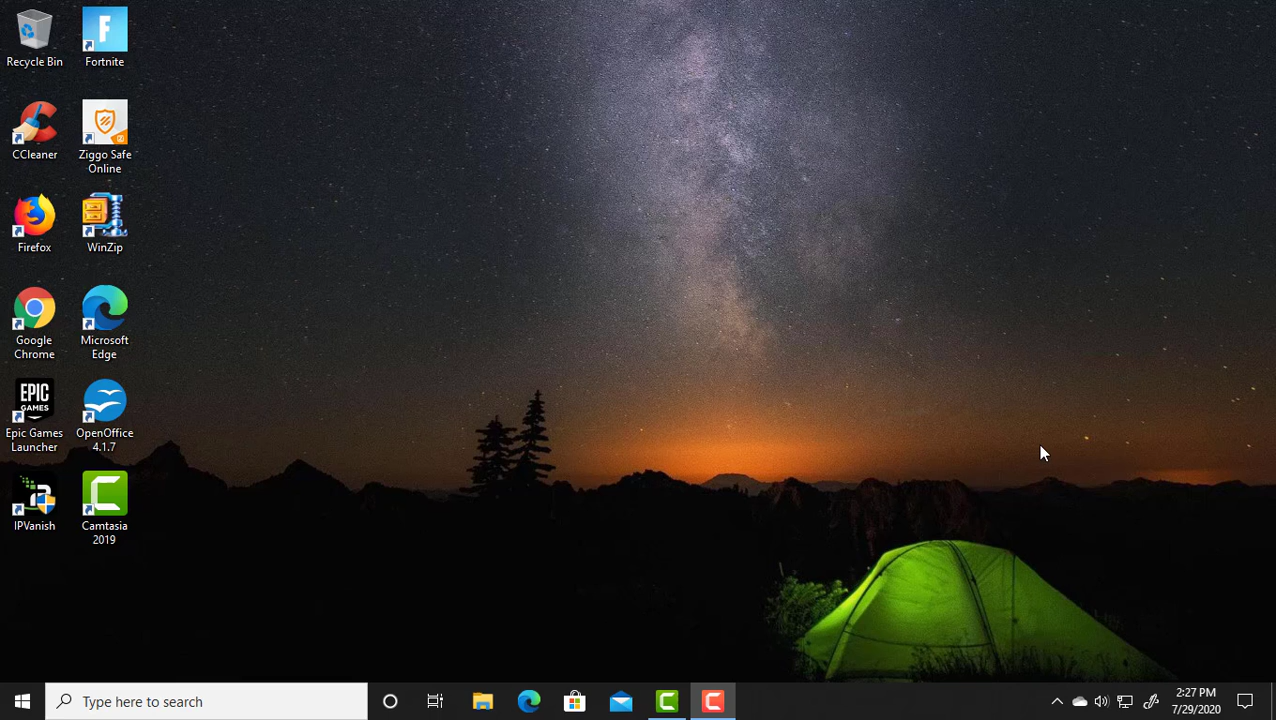 Recycle Bin
Fortnite
CCleaner
Ziggo Safe
Online
Firefox
WinZip
Google
Chrome
Microsoft
Edge
EPIC
GAMES
Epic Games
Launcher
OpenOffice
4.1.7
IPVanish
Camtasia
2019
Type here to search
2:27 PM
7/29/2020